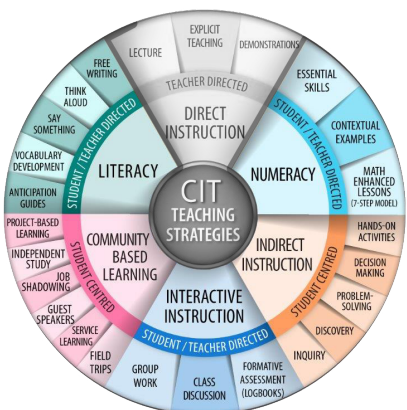 CIT
TEACHING
STRATEGIES
DIRECT
INSTRUCTION
TEACHER DIRECTED
LECTURE
EXPLICIT
TEACHING
DEMONSTRATIONS
NUMERACY
STUDENT / TEACHER DIRECTED
ESSENTIAL
SKILLS
CONTEXTUAL
EXAMPLES
MATH
ENHANCED
LESSONS
(7-STEP MODEL)
INDIRECT
INSTRUCTION
STUDENT CENTRED
HANDS-ON
ACTIVITIES
DECISION
MAKING
PROBLEM-
SOLVING
DISCOVERY
INQUIRY
INTERACTIVE
INSTRUCTION
STUDENT / TEACHER DIRECTED
FORMATIVE
ASSESSMENT
(LOGBOOKS)
CLASS
DISCUSSION
GROUP
WORK
COMMUNITY
BASED
LEARNING
STUDENT CENTRED
FIELD
TRIPS
SERVICE
LEARNING
GUEST
SPEAKERS
JOB
SHADOWING
INDEPENDENT
STUDY
PROJECT-BASED
LEARNING
LITERACY
STUDENT / TEACHER DIRECTED
ANTICIPATION
GUIDES
VOCABULARY
DEVELOPMENT
SAY
SOMETHING
THINK
ALOUD
FREE
WRITING